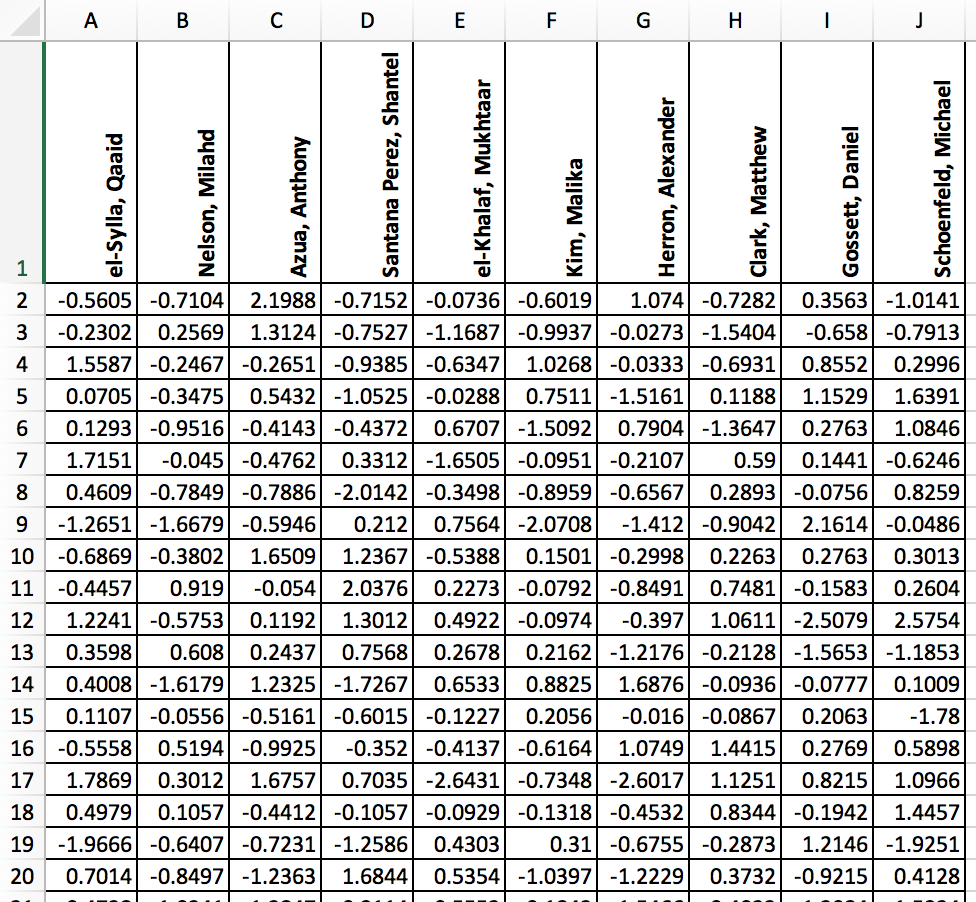 A B C D E F G H I J
1 el-Sylla, Qaaid Nelson, Milahd Azua, Anthony Santana Perez, Shantel el-Khalaf, Mukhtaar Kim, Malika Herron, Alexander Clark, Matthew Gossett, Daniel Schoenfeld, Michael
2 -0.5605 -0.7104 2.1988 -0.7152 -0.0736 -0.6019 1.074 -0.7282 0.3563 -1.0141
3 -0.2302 0.2569 1.3124 -0.7527 -1.1687 -0.9937 -0.0273 -1.5404 -0.658 -0.7913
4 1.5587 -0.2467 -0.2651 -0.9385 -0.6347 1.0268 -0.0333 -0.6931 0.8552 0.2996
5 0.0705 -0.3475 0.5432 -1.0525 -0.0288 0.7511 -1.5161 0.1188 1.1529 1.6391
6 0.1293 -0.9516 -0.4143 -0.4372 0.6707 -1.5092 0.7904 -1.3647 0.2763 1.0846
7 1.7151 -0.045 -0.4762 0.3312 -1.6505 -0.0951 -0.2107 0.59 0.1441 -0.6246
8 0.4609 -0.7849 -0.7886 -2.0142 -0.3498 -0.8959 -0.6567 0.2893 -0.0756 0.8259
9 -1.2651 -1.6679 -0.5946 0.212 0.7564 -2.0708 -1.412 -0.9042 2.1614 -0.0486
10 -0.6869 -0.3802 1.6509 1.2367 -0.5388 0.1501 -0.2998 0.2263 0.2763 0.3013
11 -0.4457 0.919 -0.054 2.0376 0.2273 -0.0792 -0.8491 0.7481 -0.1583 0.2604
12 1.2241 -0.5753 0.1192 1.3012 0.4922 -0.0974 -0.397 1.0611 -2.5079 2.5754
13 0.3598 0.608 0.2437 0.7568 0.2678 0.2162 -1.2176 -0.2128 -1.5653 -1.1853
14 0.4008 -1.6179 1.2325 -1.7267 0.6533 0.8825 1.6876 -0.0936 -0.0777 0.1009
15 0.1107 -0.0556 -0.5161 -0.6015 -0.1227 0.2056 -0.016 -0.0867 0.2063 -1.78
16 -0.5558 0.5194 -0.9925 -0.352 -0.4137 -0.6164 1.0749 1.4415 0.2769 0.5898
17 1.7869 0.3012 1.6757 0.7035 -2.6431 -0.7348 -2.6017 1.1251 0.8215 1.0966
18 0.4979 0.1057 -0.4412 -0.1057 -0.0929 -0.1318 -0.4532 0.8344 -0.1942 1.4457
19 -1.9666 -0.6407 -0.7231 -1.2586 0.4303 0.31 -0.6755 -0.2873 1.2146 -1.9251
20 0.7014 -0.8497 -1.2363 1.6844 0.5354 -1.0397 -1.2229 0.3732 -0.9215 0.4128